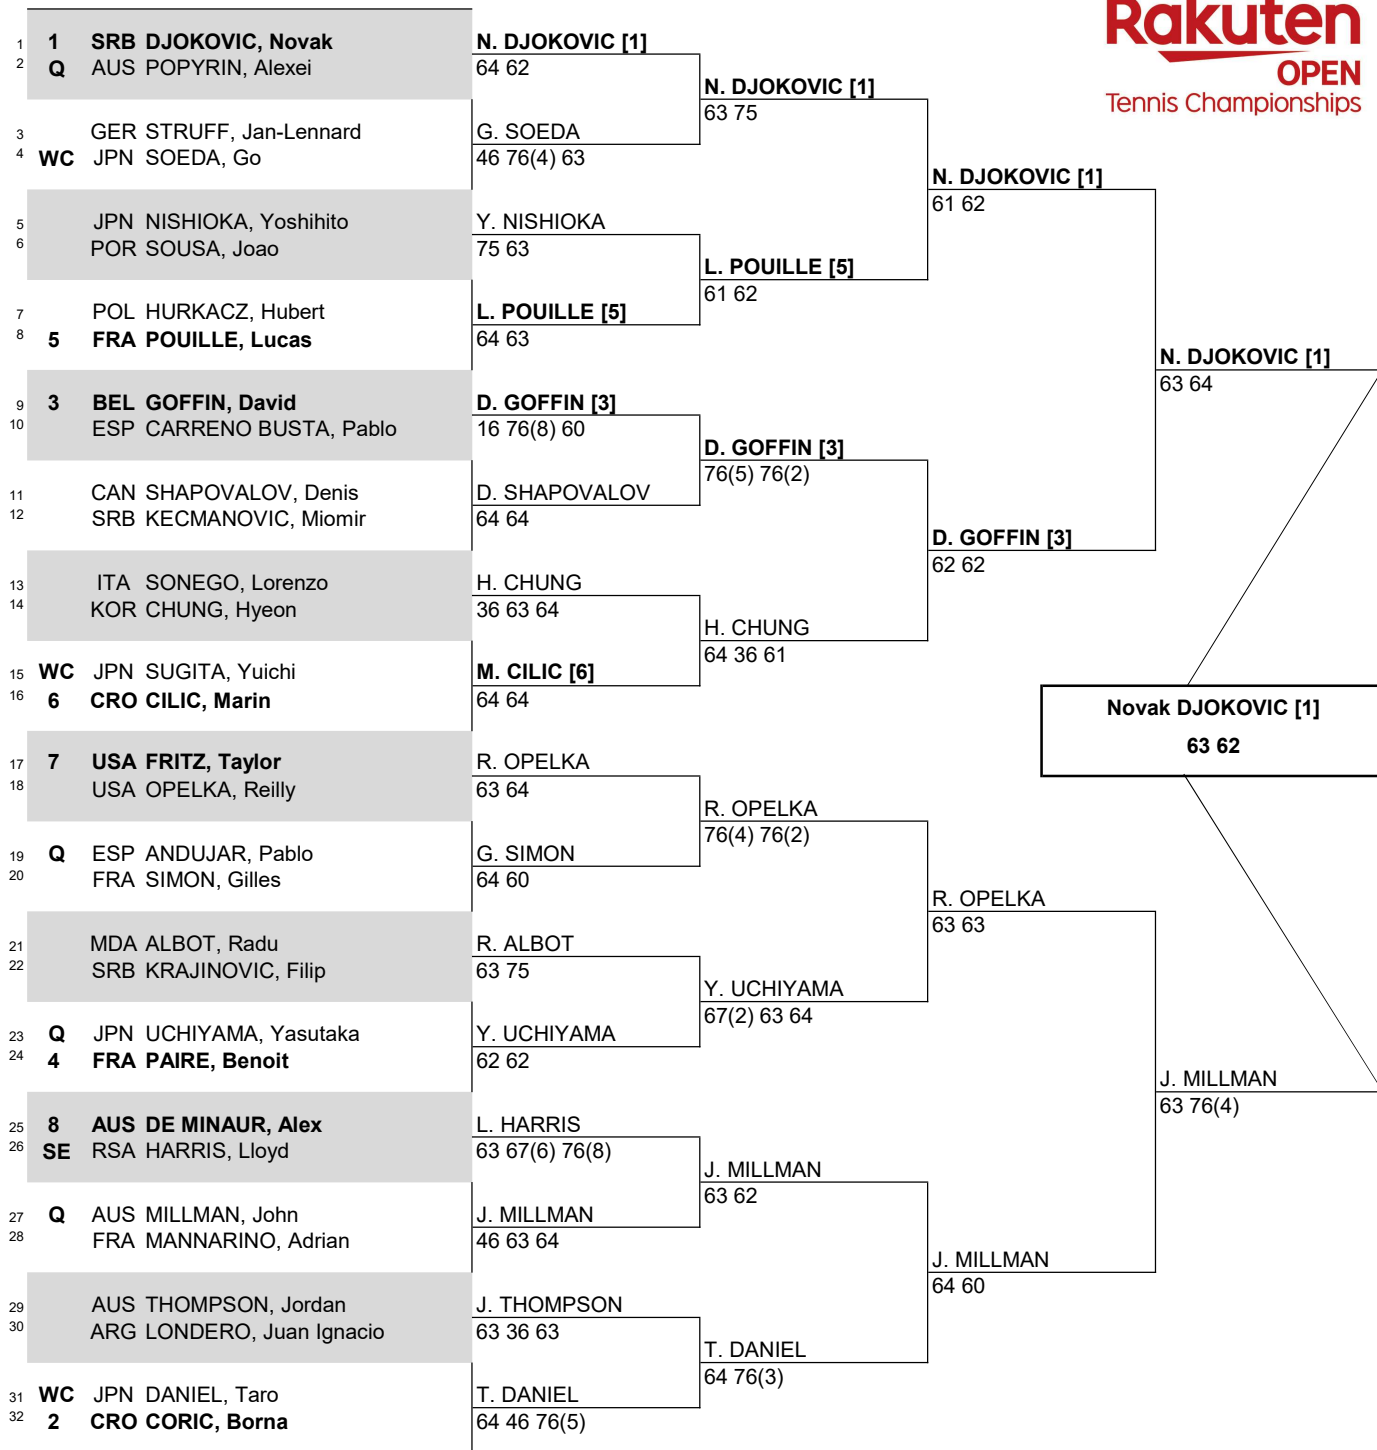 Rakuten
OPEN
Tennis Championships
1 1 SRB DJOKOVIC, Novak
2 Q AUS POPYRIN, Alexei
3 GER STRUFF, Jan-Lennard
4 WC JPN SOEDA, Go
5 JPN NISHIOKA, Yoshihito
6 POR SOUSA, Joao
7 POL HURKACZ, Hubert
8 5 FRA POUILLE, Lucas
9 3 BEL GOFFIN, David
10 ESP CARRENO BUSTA, Pablo
11 CAN SHAPOVALOV, Denis
12 SRB KECMANOVIC, Miomir
13 ITA SONEGO, Lorenzo
14 KOR CHUNG, Hyeon
15 WC JPN SUGITA, Yuichi
16 6 CRO CILIC, Marin
17 7 USA FRITZ, Taylor
18 USA OPELKA, Reilly
19 Q ESP ANDUJAR, Pablo
20 FRA SIMON, Gilles
21 MDA ALBOT, Radu
22 SRB KRAJINOVIC, Filip
23 Q JPN UCHIYAMA, Yasutaka
24 4 FRA PAIRE, Benoit
25 8 AUS DE MINAUR, Alex
26 SE RSA HARRIS, Lloyd
27 Q AUS MILLMAN, John
28 FRA MANNARINO, Adrian
29 AUS THOMPSON, Jordan
30 ARG LONDERO, Juan Ignacio
31 WC JPN DANIEL, Taro
32 2 CRO CORIC, Borna
N. DJOKOVIC [1]
64 62
G. SOEDA
46 76(4) 63
Y. NISHIOKA
75 63
L. POUILLE [5]
64 63
D. GOFFIN [3]
16 76(8) 60
D. SHAPOVALOV
64 64
H. CHUNG
36 63 64
M. CILIC [6]
64 64
R. OPELKA
63 64
G. SIMON
64 60
R. ALBOT
63 75
Y. UCHIYAMA
62 62
L. HARRIS
63 67(6) 76(8)
J. MILLMAN
46 63 64
J. THOMPSON
63 36 63
T. DANIEL
64 46 76(5)
N. DJOKOVIC [1]
63 75
L. POUILLE [5]
61 62
D. GOFFIN [3]
76(5) 76(2)
H. CHUNG
64 36 61
R. OPELKA
76(4) 76(2)
Y. UCHIYAMA
67(2) 63 64
J. MILLMAN
63 62
T. DANIEL
64 76(3)
N. DJOKOVIC [1]
61 62
D. GOFFIN [3]
62 62
R. OPELKA
63 63
J. MILLMAN
64 60
N. DJOKOVIC [1]
63 64
J. MILLMAN
63 76(4)
Novak DJOKOVIC [1]
63 62